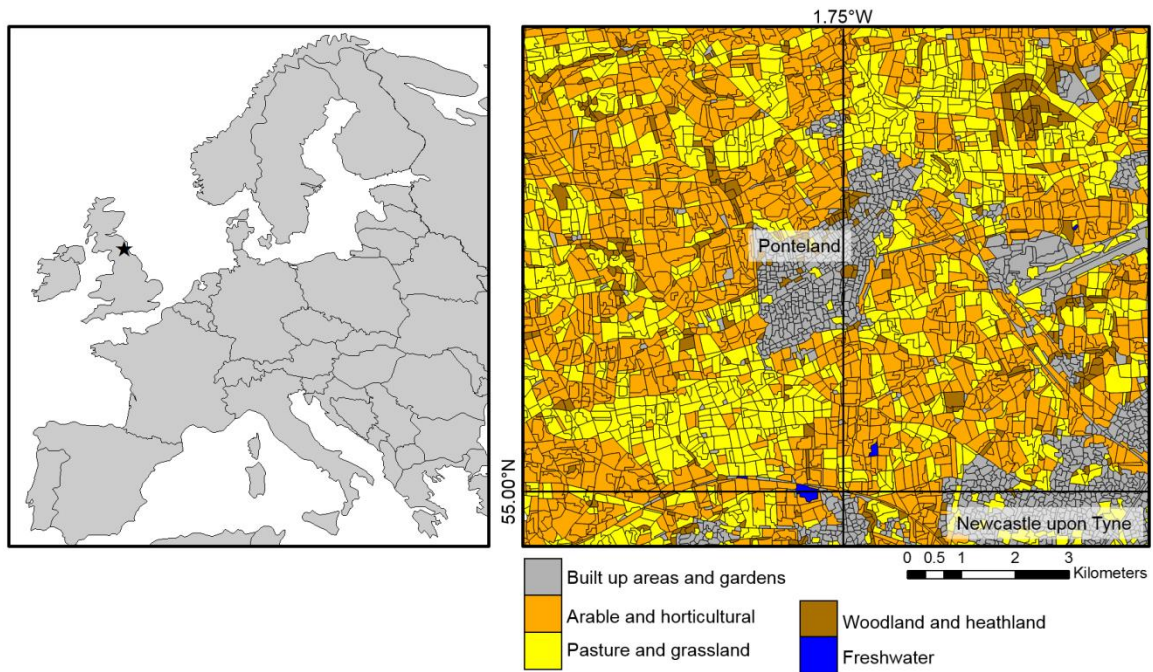 1.75°W
Ponteland
55.00°N
Newcastle upon Tyne
0 0.5 1 2 3
Kilometers
Built up areas and gardens
Arable and horticultural
Pasture and grassland
Woodland and heathland
Freshwater